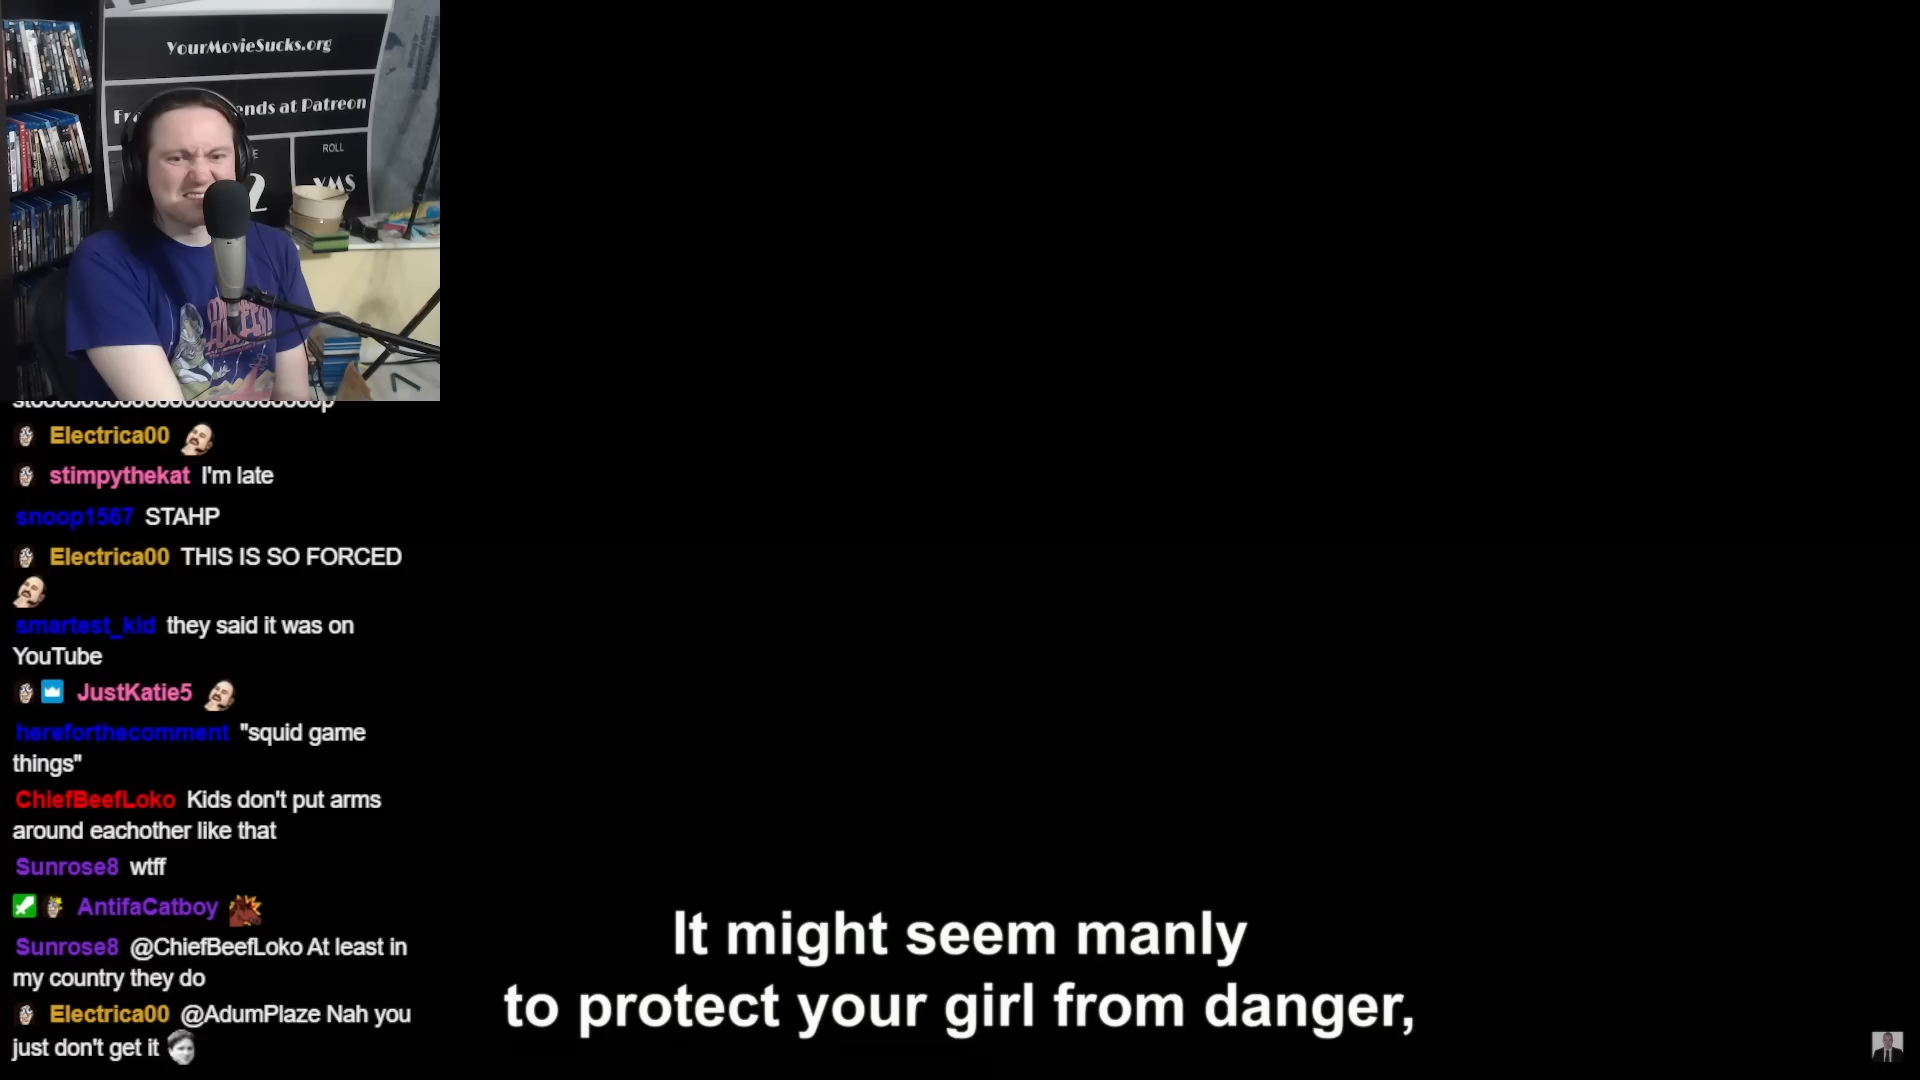 YourMovieSucks.org
ends at Patreon
ROLL
2
YMS
stooooooooooooooooooooooop
Electrica00
stimpythekat I'm late
snoop1567 STAHP
Electrica00 THIS IS SO FORCED
smartest_kid they said it was on
YouTube
JustKatie5
hereforthecomment "squid game
things"
ChiefBeefLoko Kids don't put arms
around eachother like that
Sunrose8 wtff
AntifaCatboy
Sunrose8 @ChiefBeefLoko At least in
my country they do
Electrica00 @AdumPlaze Nah you
just don't get it
It might seem manly
to protect your girl from danger,